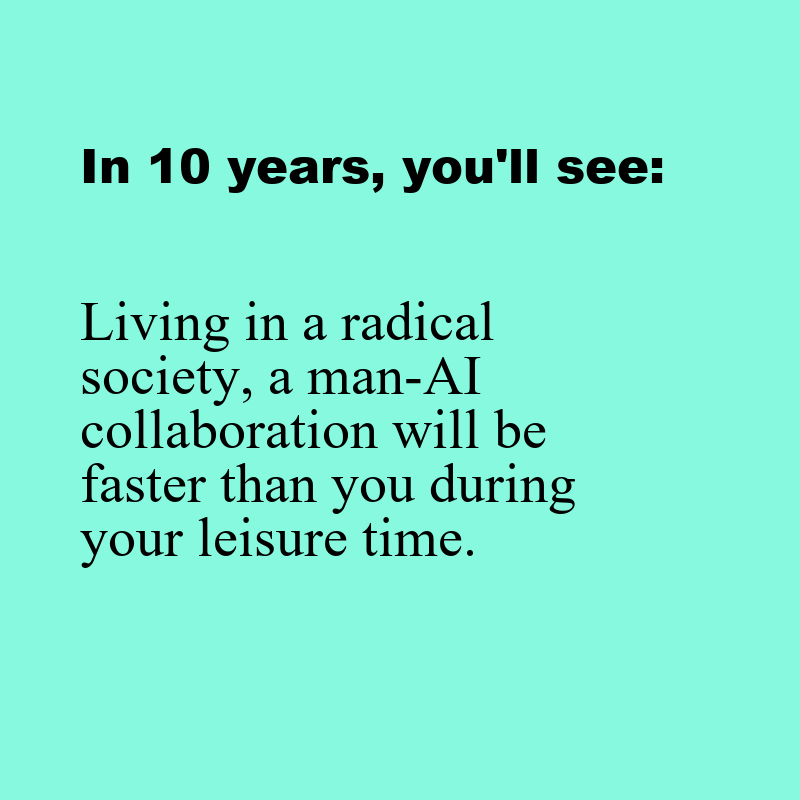 In 10 years, you'll see:
Living in a radical
society, a man-AI
collaboration will be
faster than you during
your leisure time.